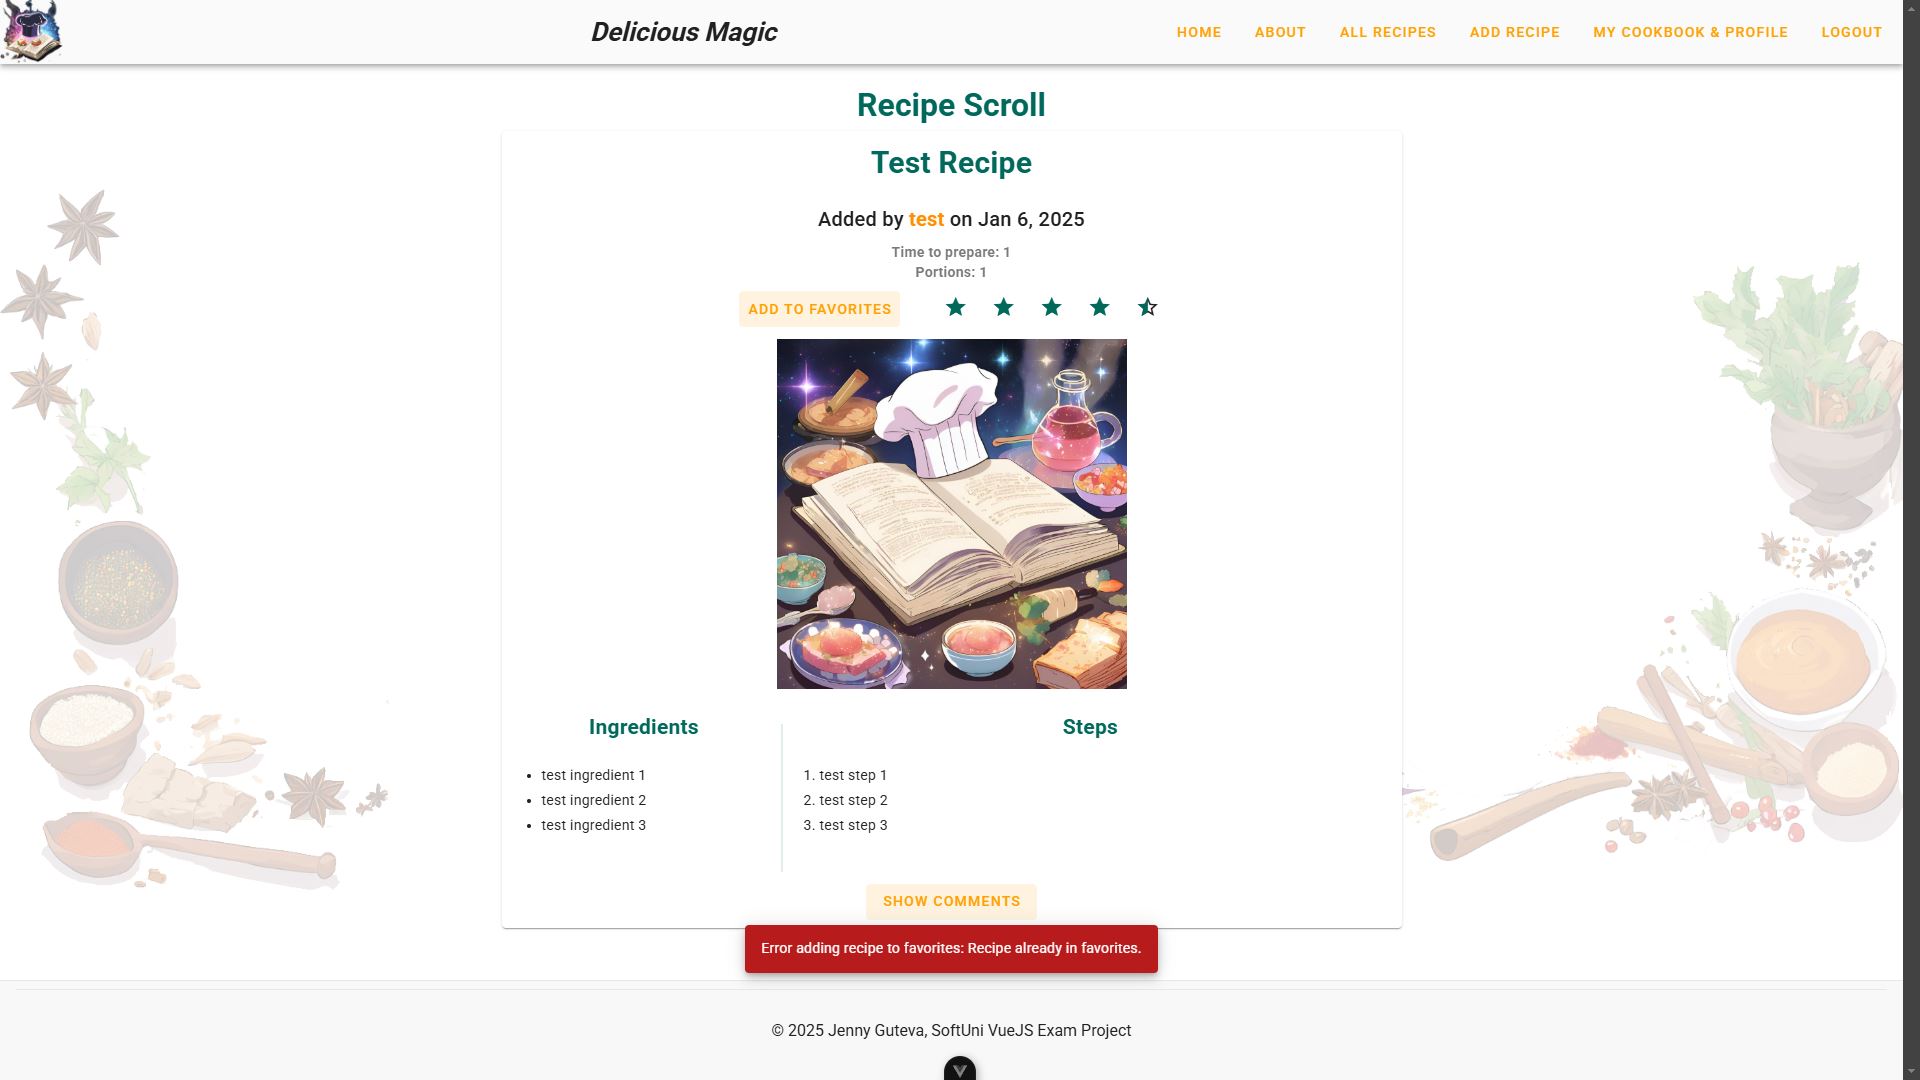 Delicious Magic
HOME ABOUT ALL RECIPES ADD RECIPE MY COOKBOOK & PROFILE LOGOUT
Recipe Scroll
Test Recipe
Added by test on Jan 6, 2025
Time to prepare: 1
Portions: 1
ADD TO FAVORITES
Ingredients
• test ingredient 1
• test ingredient 2
• test ingredient 3
Steps
1. test step 1
2. test step 2
3. test step 3
SHOW COMMENTS
Error adding recipe to favorites: Recipe already in favorites.
© 2025 Jenny Guteva, SoftUni VueJS Exam Project